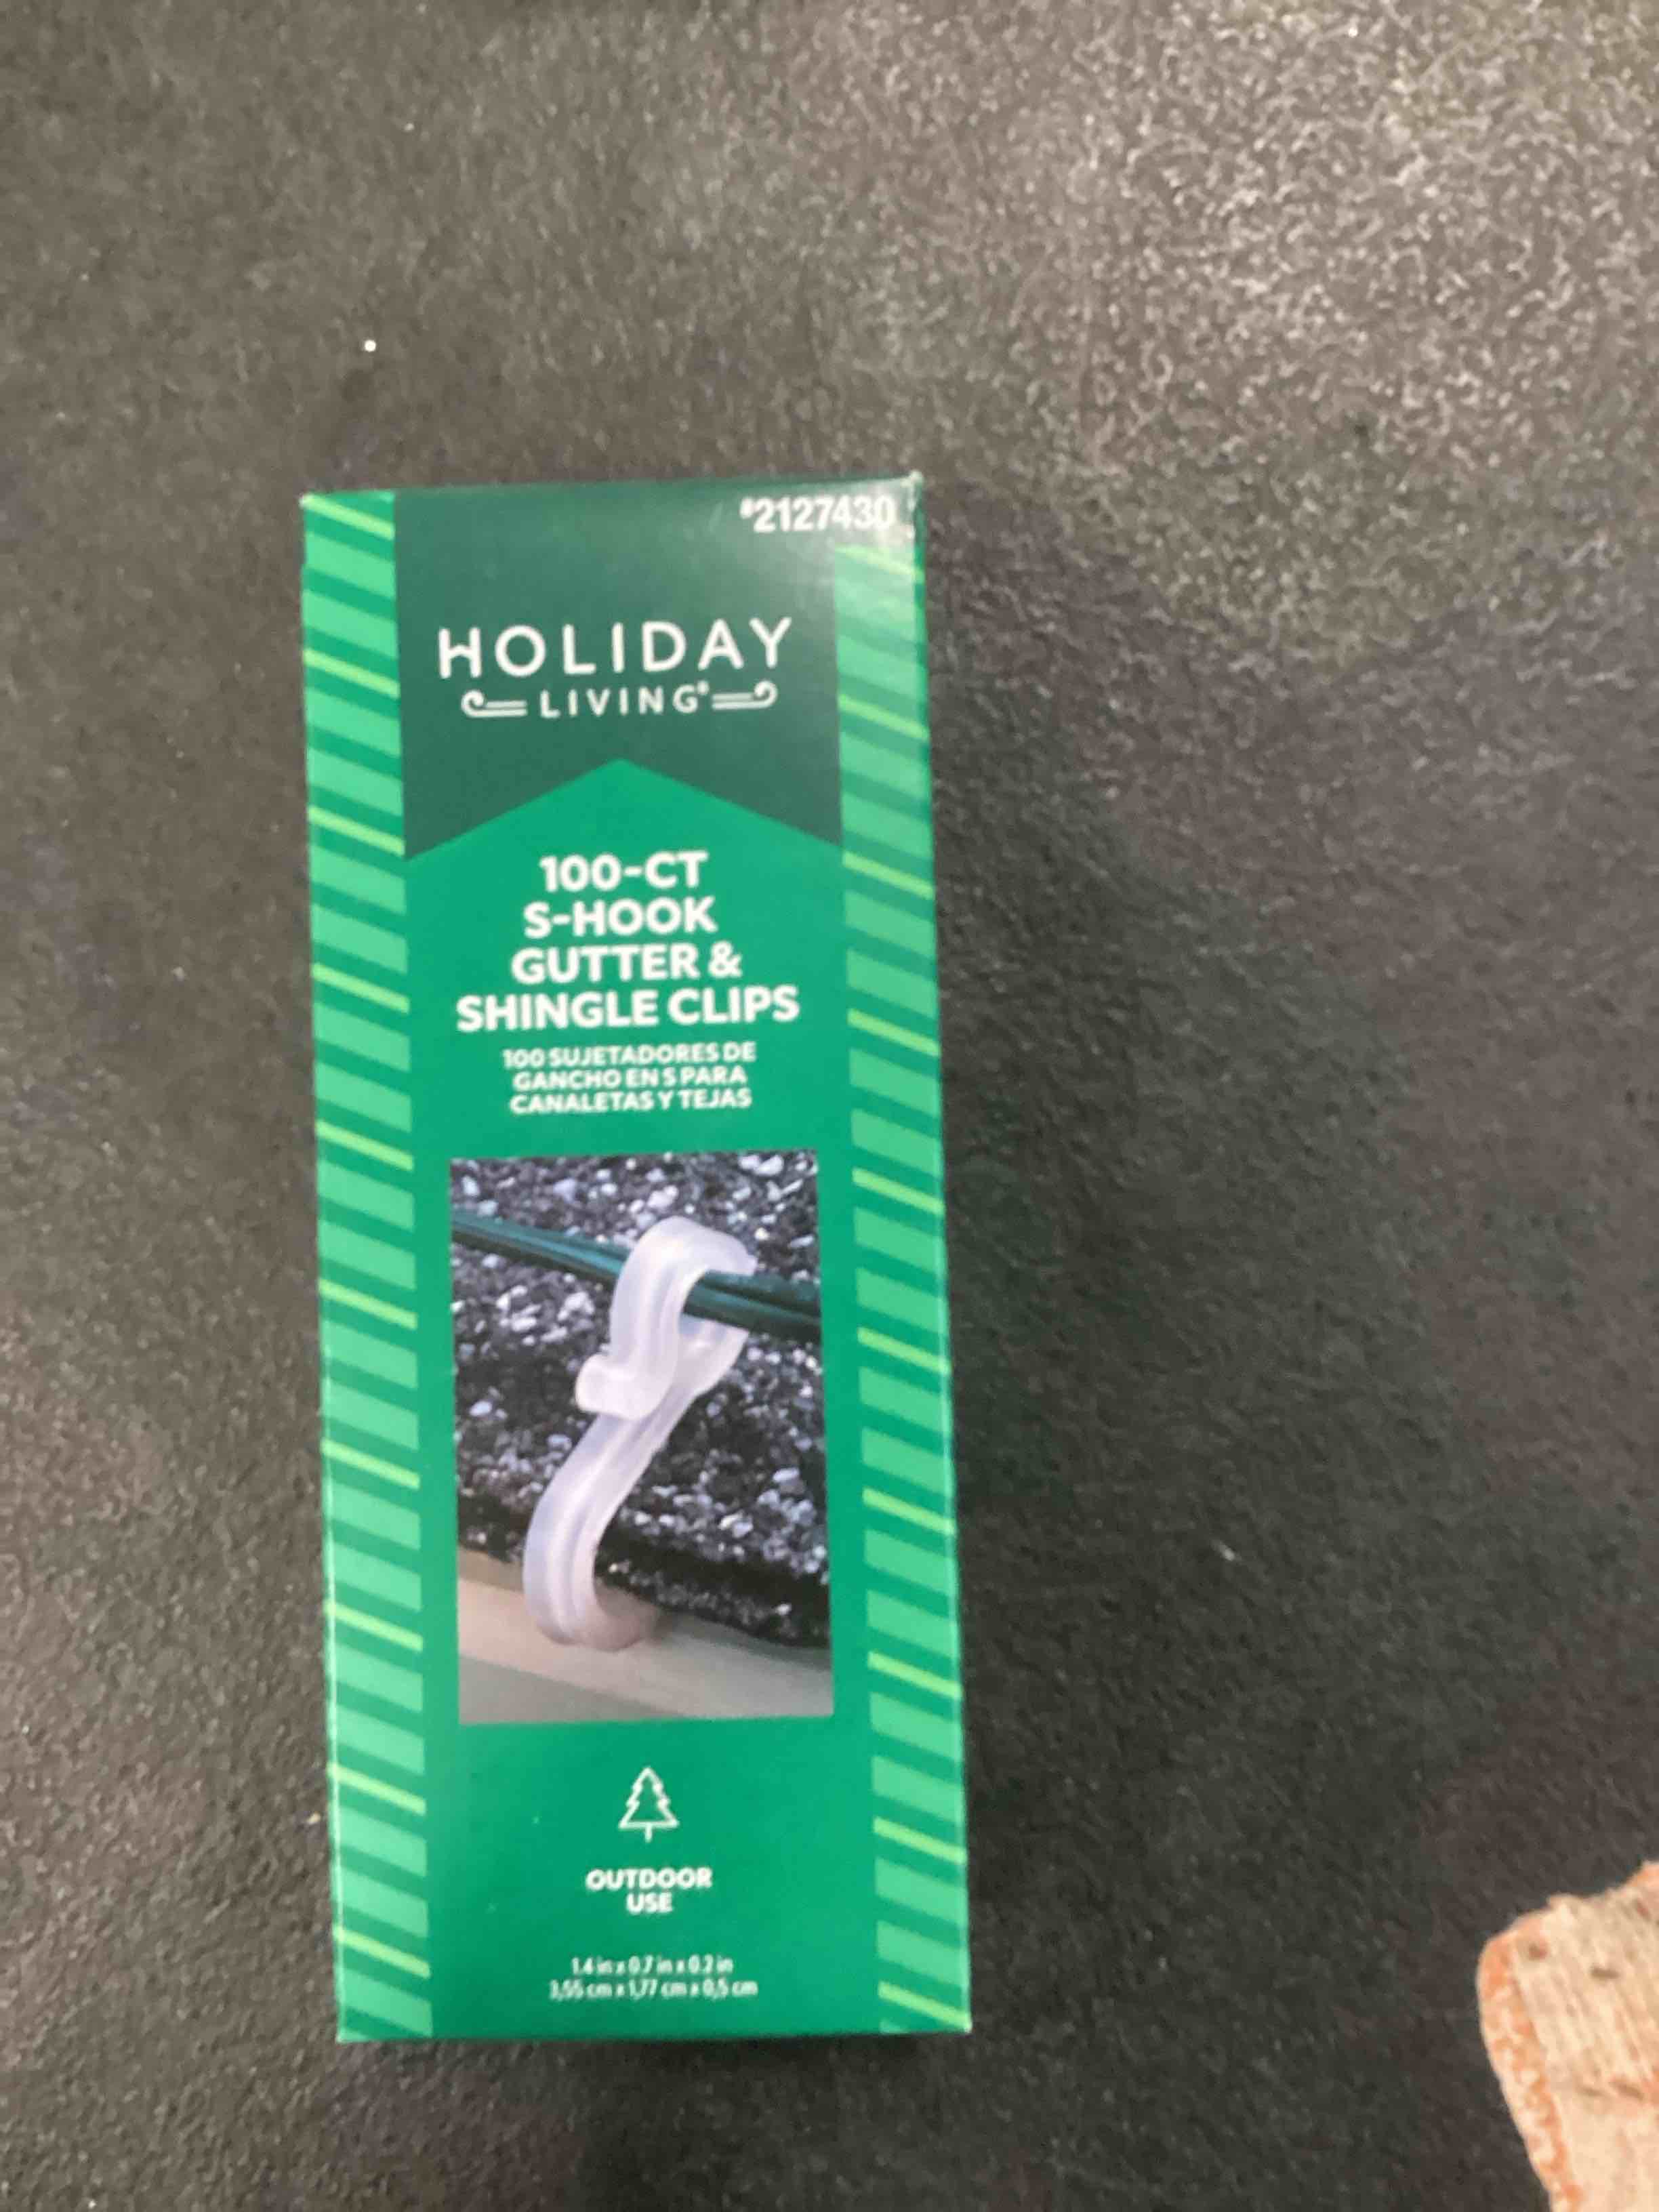 #2127430
HOLIDAY
LIVING®
100-CT
S-HOOK
GUTTER &
SHINGLE CLIPS
100 SUJETADORES DE
GANCHO EN S PARA
CANALETAS Y TEJAS
OUTDOOR
USE
1.4 in x 0.7 in x 0.2 in
3,55 cm x 1,77 cm x 0,5 cm